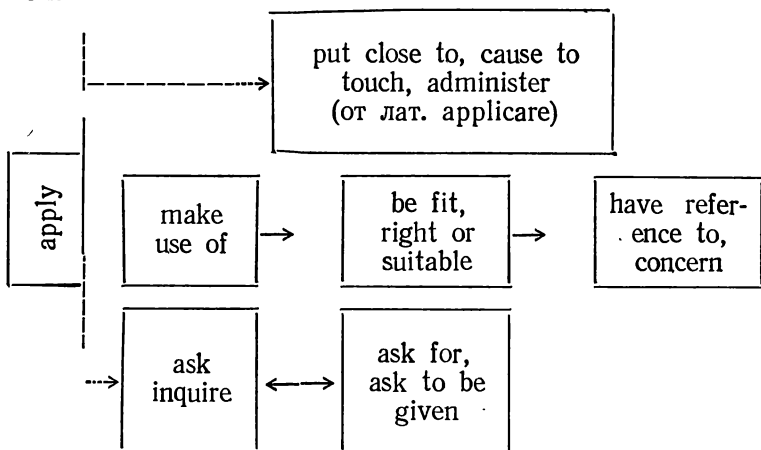 put close to, cause to
touch, administer
(от лат. applicare)
apply
make
use of
be fit,
right or
suitable
have refer-
ence to,
concern
ask
inquire
ask for,
ask to be
given